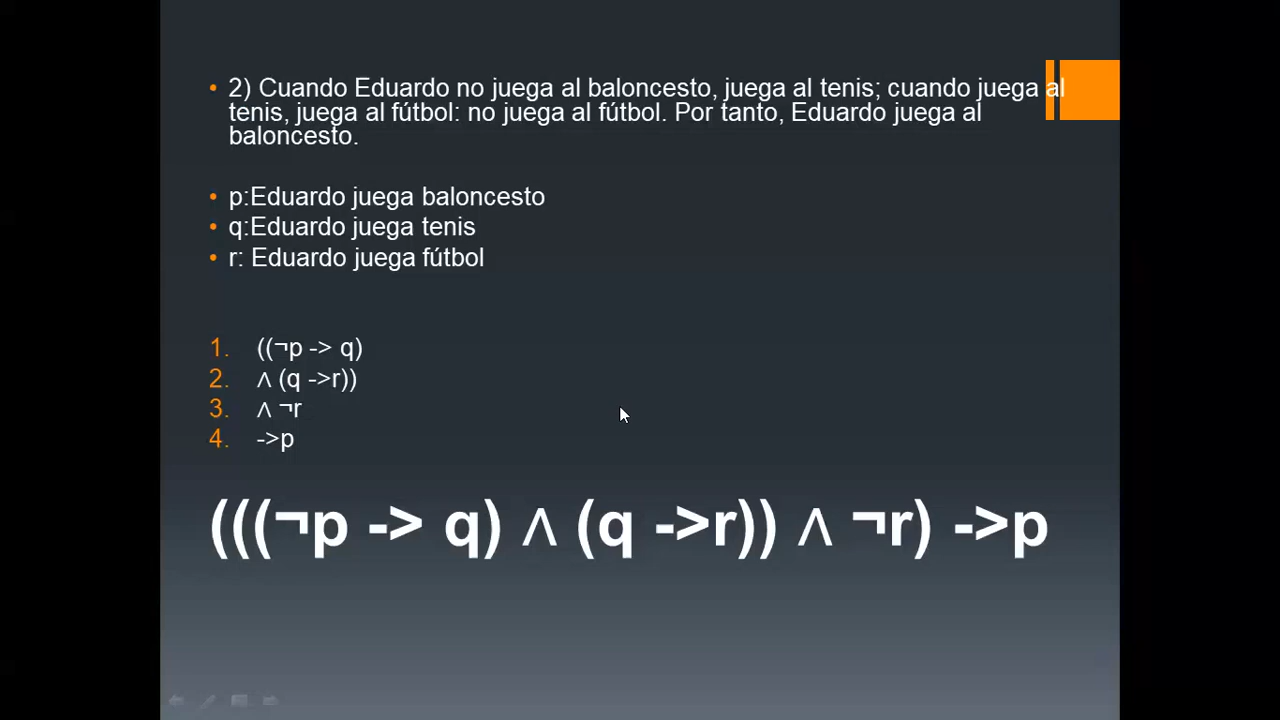 • 2) Cuando Eduardo no juega al baloncesto, juega al tenis; cuando juega al
tenis, juega al fútbol: no juega al fútbol. Por tanto, Eduardo juega al
baloncesto.
• p:Eduardo juega baloncesto
• q:Eduardo juega tenis
• r: Eduardo juega fútbol
1. ((¬p -> q)
2. ∧ (q ->r))
3. ∧ ¬r
4. ->p
(((¬p -> q) ∧ (q ->r)) ∧ ¬r) ->p